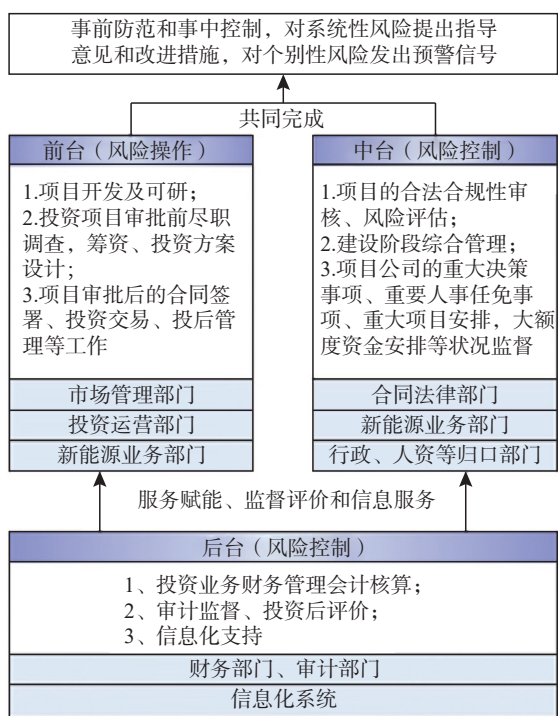 事前防范和事中控制，对系统性风险提出指导
意见和改进措施，对个别性风险发出预警信号
共同完成
前台（风险操作）
1.项目开发及可研；
2.投资项目审批前尽职
调查，筹资、投资方案
设计；
3.项目审批后的合同签
署、投资交易、投后管
理等工作
市场管理部门
投资运营部门
新能源业务部门
中台（风险控制）
1.项目的合法合规性审
核、风险评估；
2.建设阶段综合管理；
3.项目公司的重大决策
事项、重要人事任免事
项、重大项目安排，大额
度资金安排等状况监督
合同法律部门
新能源业务部门
行政、人资等归口部门
服务赋能、监督评价和信息服务
后台（风险控制）
1、投资业务财务管理会计核算；
2、审计监督、投资后评价；
3、信息化支持
财务部门、审计部门
信息化系统